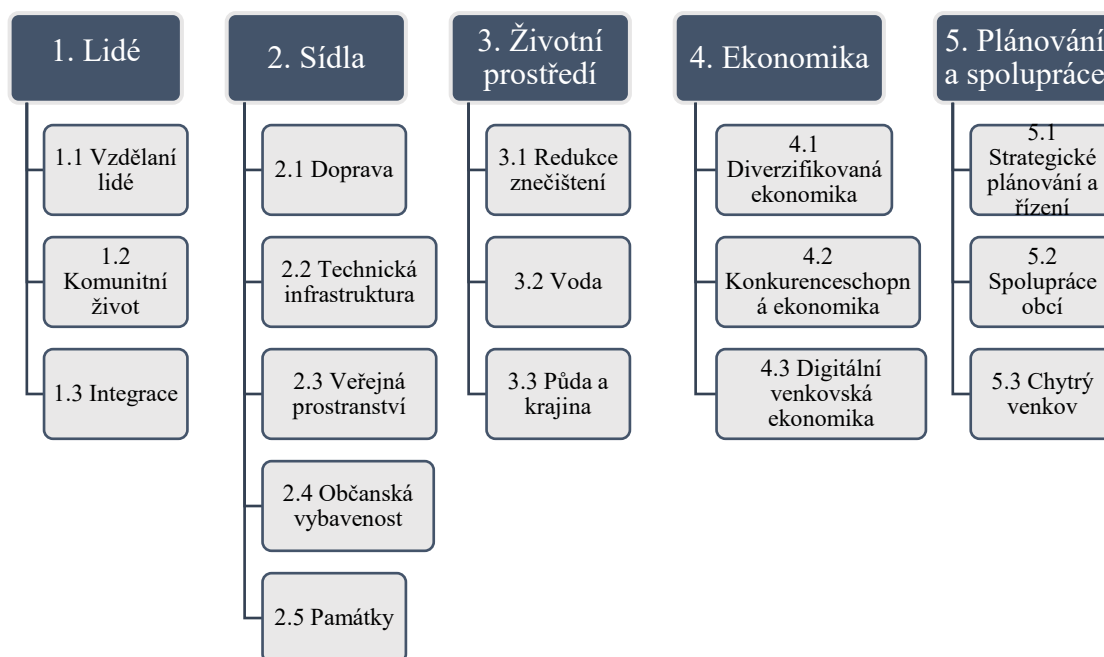 1. Lidé
1.1 Vzdělaní
lidé
1.2
Komunitní
život
1.3 Integrace
2. Sídla
2.1 Doprava
2.2 Technická
infrastruktura
2.3 Veřejná
prostranství
2.4 Občanská
vybavenost
2.5 Památky
3. Životní
prostředí
3.1 Redukce
znečištění
3.2 Voda
3.3 Půda a
krajina
4. Ekonomika
4.1
Diverzifikovaná
ekonomika
4.2
Konkurenceschopn
á ekonomika
4.3 Digitální
venkovská
ekonomika
5. Plánování
a spolupráce
5.1
Strategické
plánování a
řízení
5.2
Spolupráce
obcí
5.3 Chytrý
venkov